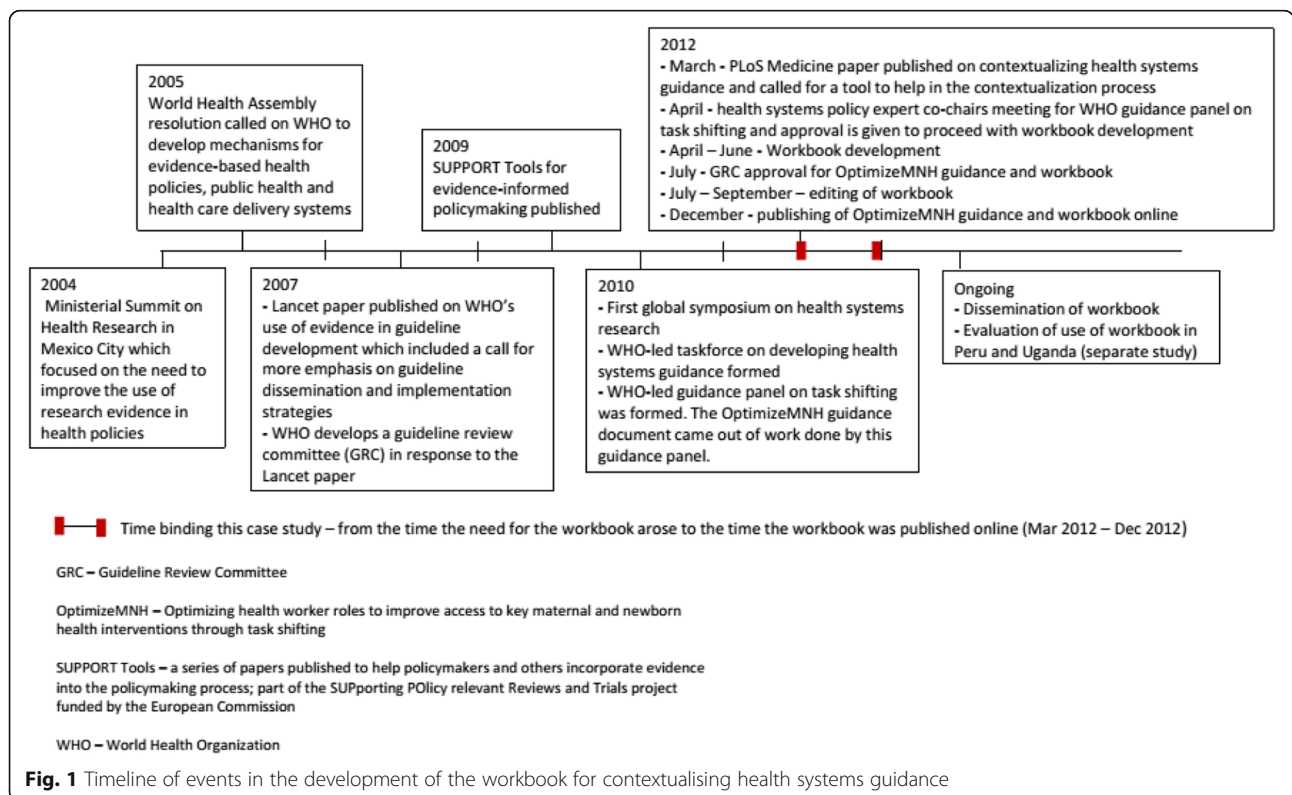 2005
World Health Assembly
resolution called on WHO to
develop mechanisms for
evidence-based health
policies, public health and
health care delivery systems
2009
SUPPORT Tools for
evidence-informed
policymaking published
2012
- March - PLoS Medicine paper published on contextualizing health systems
guidance and called for a tool to help in the contextualization process
- April - health systems policy expert co-chairs meeting for WHO guidance panel on
task shifting and approval is given to proceed with workbook development
- April – June - Workbook development
- July - GRC approval for OptimizeMNH guidance and workbook
- July – September – editing of workbook
- December - publishing of OptimizeMNH guidance and workbook online
2004
Ministerial Summit on
Health Research in
Mexico City which
focused on the need to
improve the use of
research evidence in
health policies
2007
- Lancet paper published on WHO's
use of evidence in guideline
development which included a call for
more emphasis on guideline
dissemination and implementation
strategies
- WHO develops a guideline review
committee (GRC) in response to the
Lancet paper
2010
- First global symposium on health systems
research
- WHO-led taskforce on developing health
systems guidance formed
- WHO-led guidance panel on task shifting
was formed. The OptimizeMNH guidance
document came out of work done by this
guidance panel.
Ongoing
- Dissemination of workbook
- Evaluation of use of workbook in
Peru and Uganda (separate study)
Time binding this case study – from the time the need for the workbook arose to the time the workbook was published online (Mar 2012 – Dec 2012)
GRC – Guideline Review Committee
OptimizeMNH – Optimizing health worker roles to improve access to key maternal and newborn
health interventions through task shifting
SUPPORT Tools – a series of papers published to help policymakers and others incorporate evidence
into the policymaking process; part of the SUPporting POlicy relevant Reviews and Trials project
funded by the European Commission
WHO – World Health Organization
Fig. 1 Timeline of events in the development of the workbook for contextualising health systems guidance